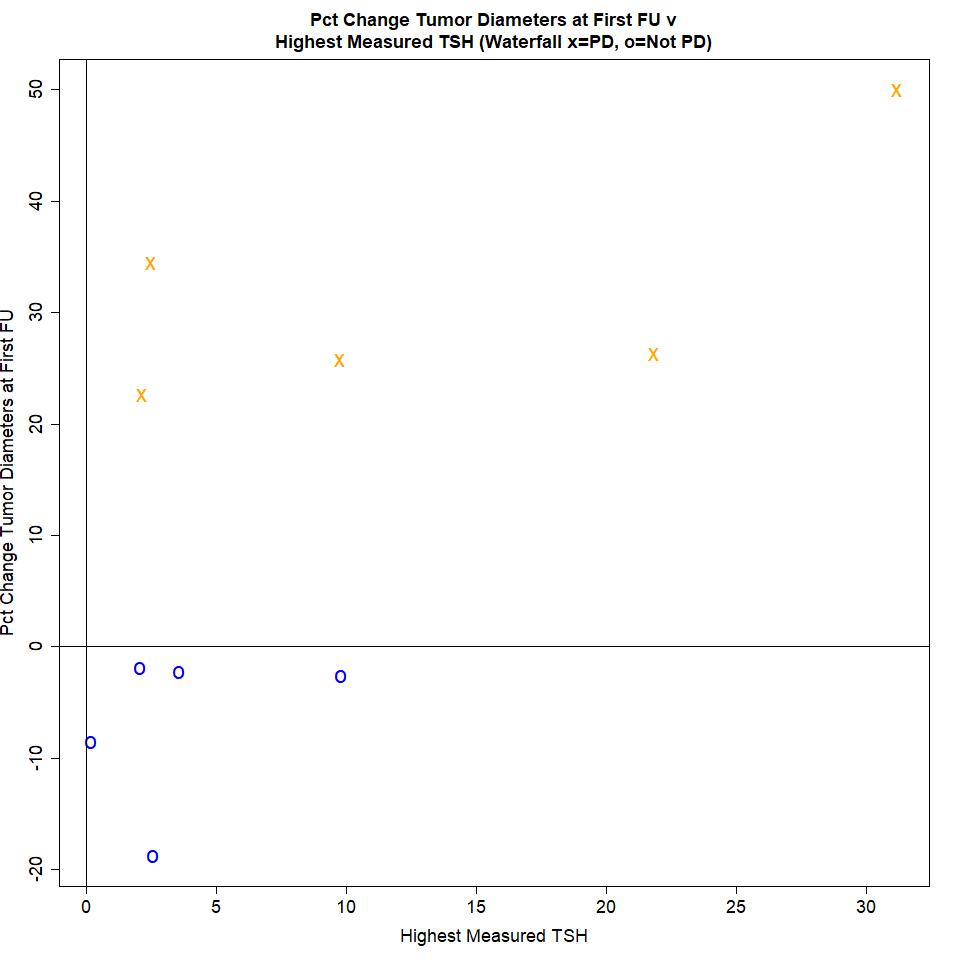 Pct Change Tumor Diameters at First FU v
Highest Measured TSH (Waterfall x=PD, o=Not PD)
Pct Change Tumor Diameters at First FU
50
40
30
20
10
0
-10
-20
X
X
X
X
X
O
O
O
O
O
0 5 10 15 20 25 30
Highest Measured TSH